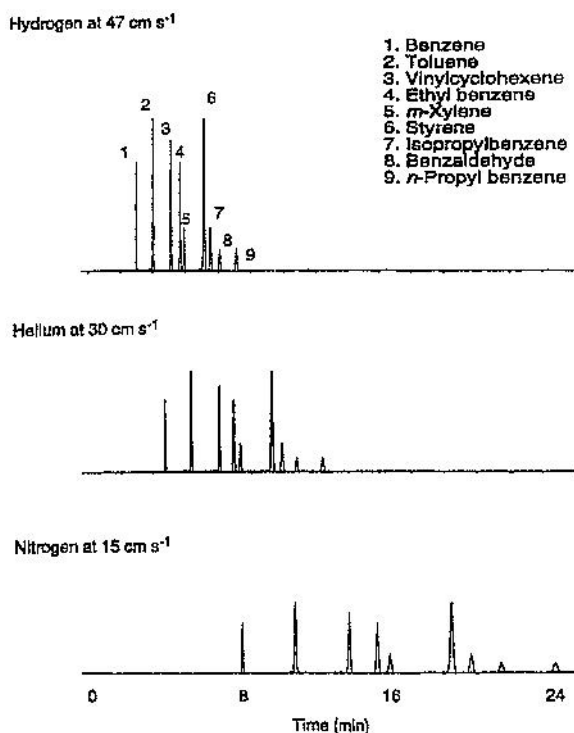 Hydrogen at 47 cm s-1
1. Benzene
2. Toluene
3. Vinylcyclohexene
4. Ethyl benzene
5. m-Xylene
6. Styrene
7. Isopropylbenzene
8. Benzaldehyde
9. n-Propyl benzene
1 2 3 4 5 6 7 8 9
Helium at 30 cm s-1
Nitrogen at 15 cm s-1
0 8 16 24
Time (min)